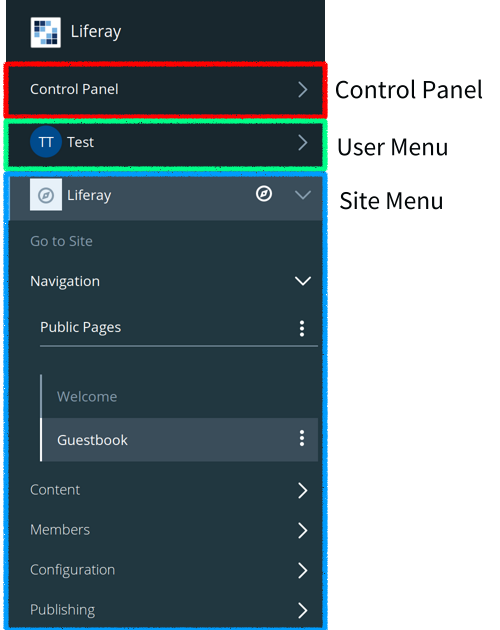 Liferay
Control Panel
Control Panel
TT Test
User Menu
Liferay
Site Menu
Go to Site
Navigation
Public Pages
Welcome
Guestbook
Content
Members
Configuration
Publishing